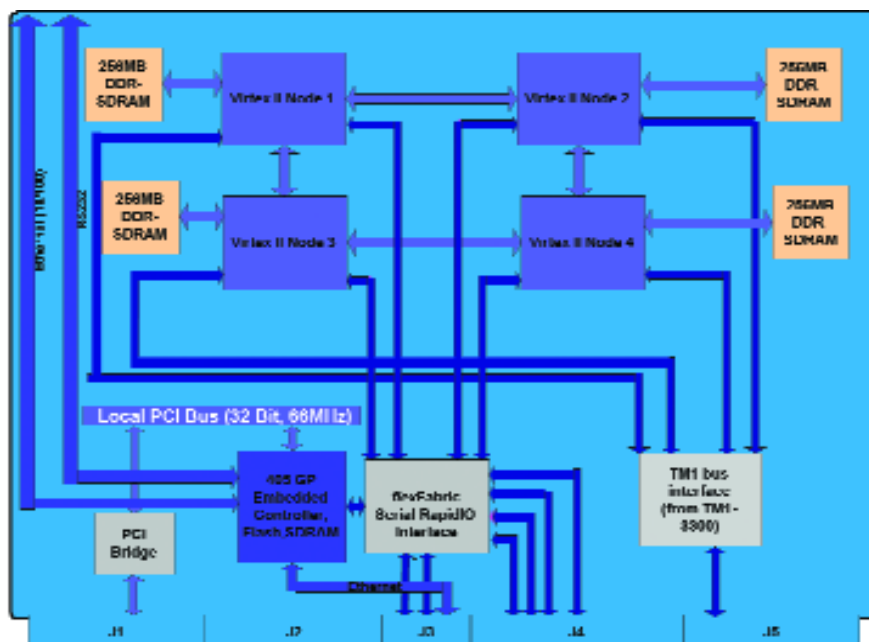 256MB
DDR-
SDRAM
Virtex II Node 1
Virtex II Node 2
256MB
DDR
SDRAM
Ethernet (10/100)
RS232
256MB
DDR-
SDRAM
Virtex II Node 3
Virtex II Node 4
256MB
DDR
SDRAM
Local PCI Bus (32 Bit, 66MHz)
405 GP
Embedded
Controller,
Flash,SDRAM
flexFabric
Serial RapidIO
Interface
TM1 bus
interface
(from TM1-
3300)
PCI
Bridge
Ethernet
J1
J2
J3
J4
J5